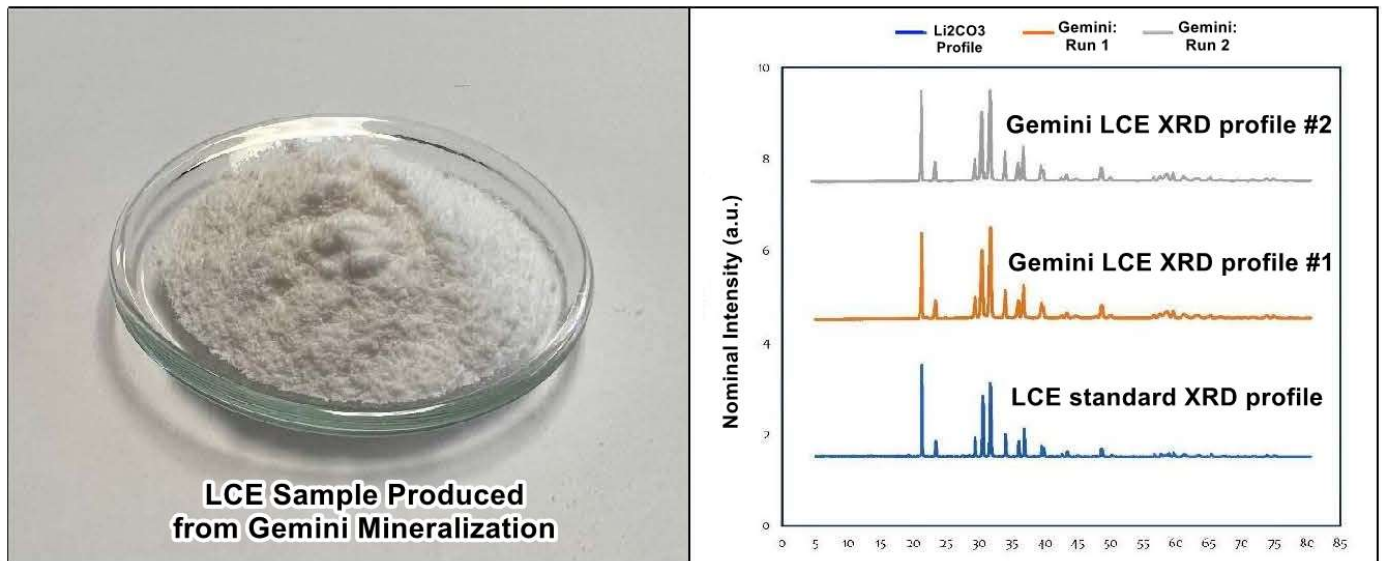 LCE Sample Produced
from Gemini Mineralization
Li2CO3
Profile
Gemini:
Run 1
Gemini:
Run 2
Nominal Intensity (a.u.)
10
8
6
4
2
0
Gemini LCE XRD profile #2
Gemini LCE XRD profile #1
LCE standard XRD profile
0 5 10 15 20 25 30 35 40 45 50 55 60 65 70 75 80 85